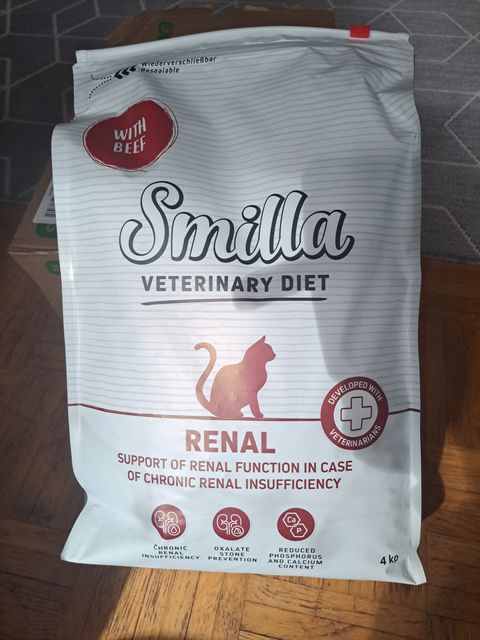 Wiederverschließbar
Resealable
WITH
BEEF
Smilla
VETERINARY DIET
DEVELOPED WITH
VETERINARIANS
RENAL
SUPPORT OF RENAL FUNCTION IN CASE
OF CHRONIC RENAL INSUFFICIENCY
Ca
P
CHRONIC
RENAL
INSUFFICIENCY
OXALATE
STONE
PREVENTION
REDUCED
PHOSPHORUS
AND CALCIUM
CONTENT
4 kg